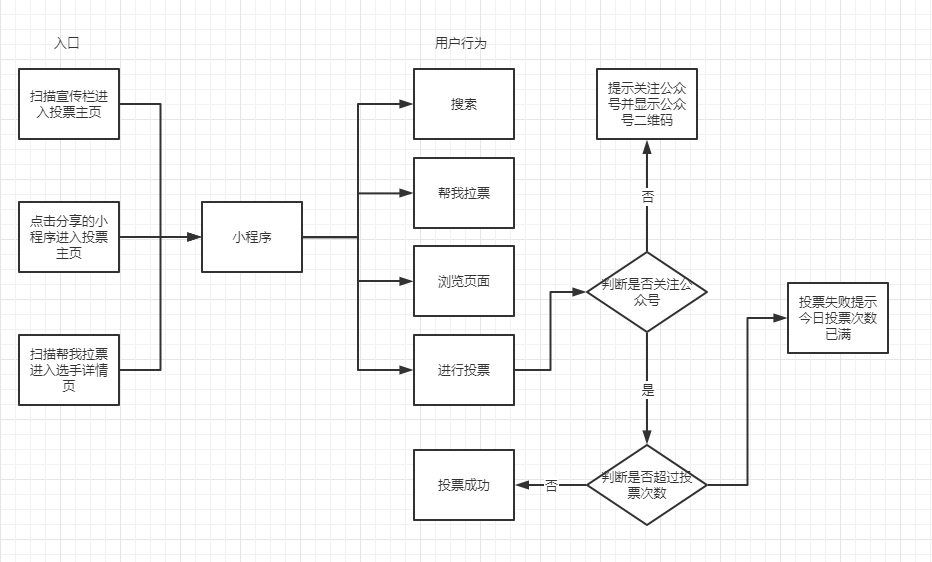 入口
用户行为
扫描宣传栏进
入投票主页
点击分享的小
程序进入投票
主页
扫描帮我拉票
进入选手详情
页
小程序
搜索
帮我拉票
浏览页面
进行投票
提示关注公众
号并显示公众
号二维码
否
判断是否关注公
众号
是
判断是否超过投
票次数
否
投票成功
投票失败提示
今日投票次数
已满